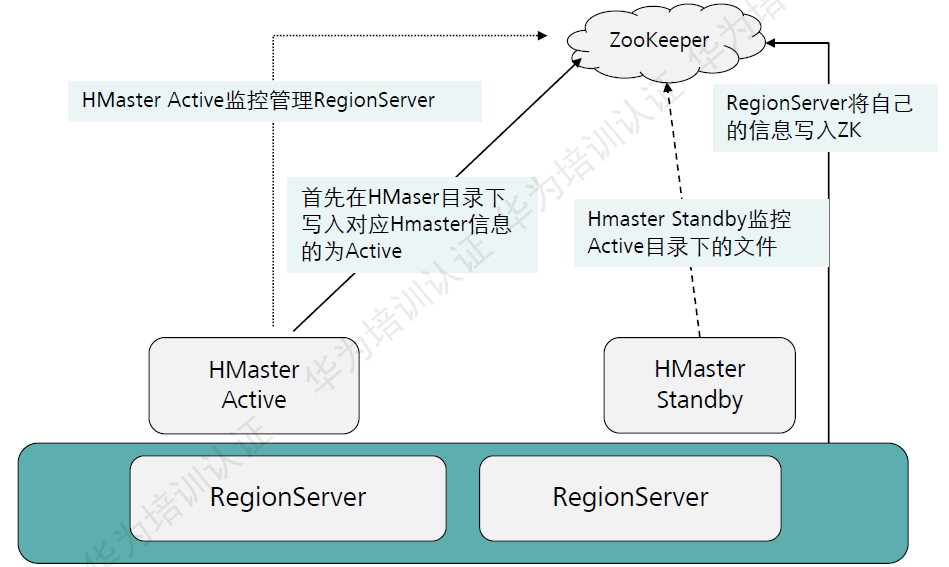 ZooKeeper
HMaster Active监控管理RegionServer
RegionServer将自己
的信息写入ZK
首先在HMaser目录下
写入对应Hmaster信息
的为Active
Hmaster Standby监控
Active目录下的文件
HMaster
Active
HMaster
Standby
RegionServer
RegionServer
华为培训认证
华为培训认证
华为培训认证
华为培